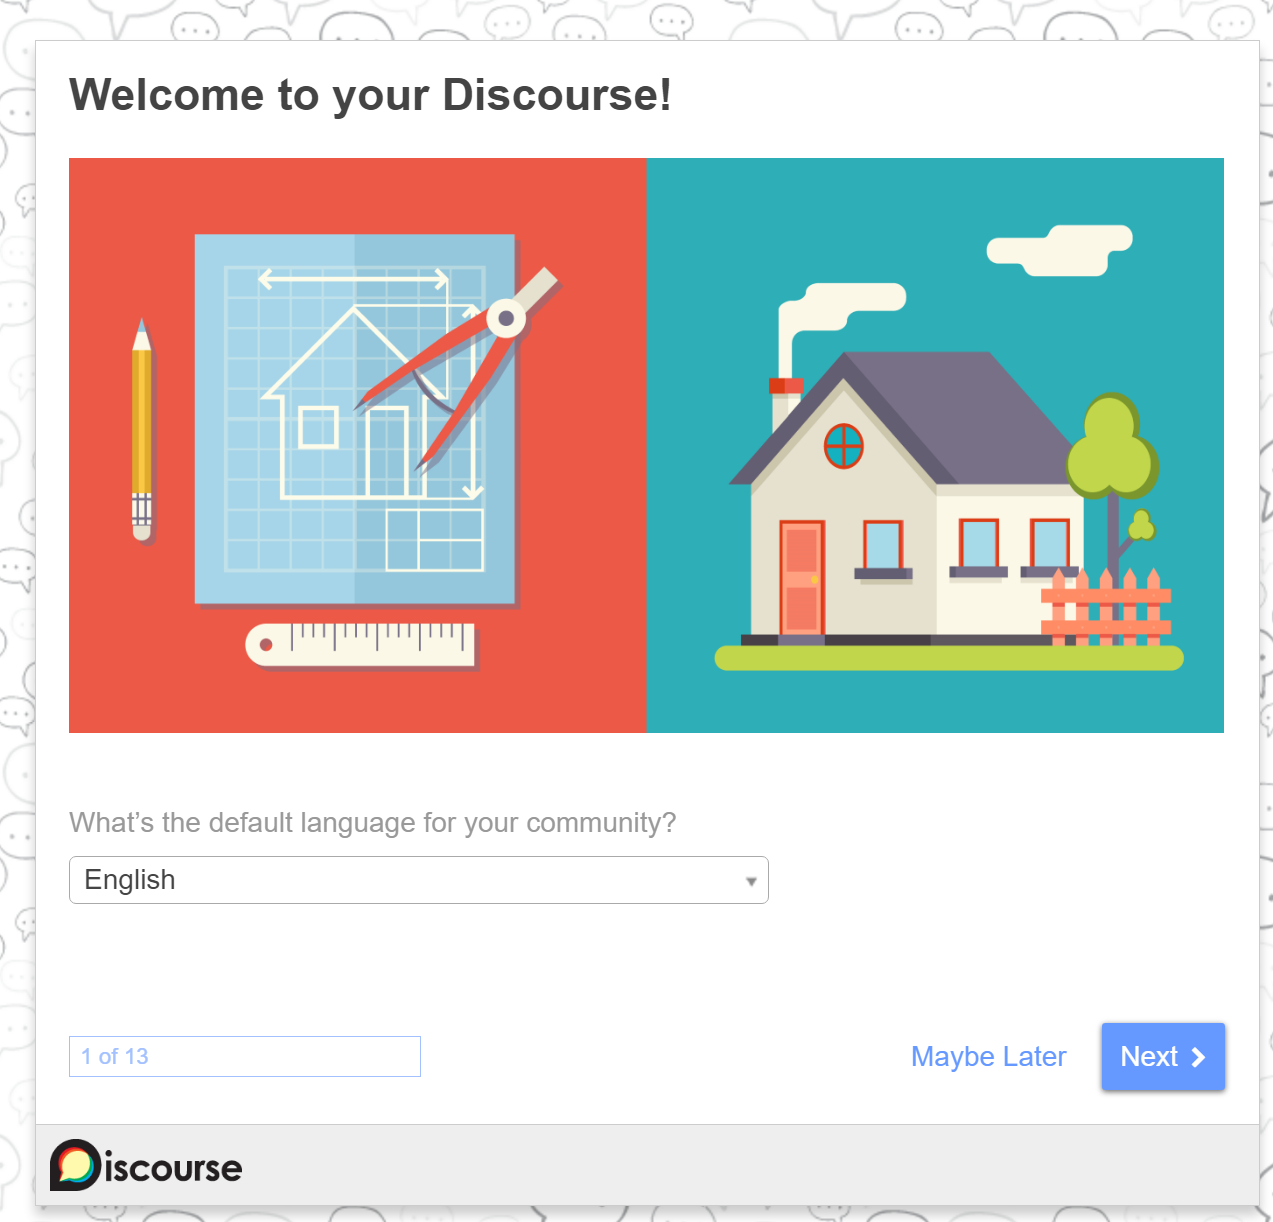 Welcome to your Discourse!
What’s the default language for your community?
English
1 of 13
Maybe Later
Next
Discourse